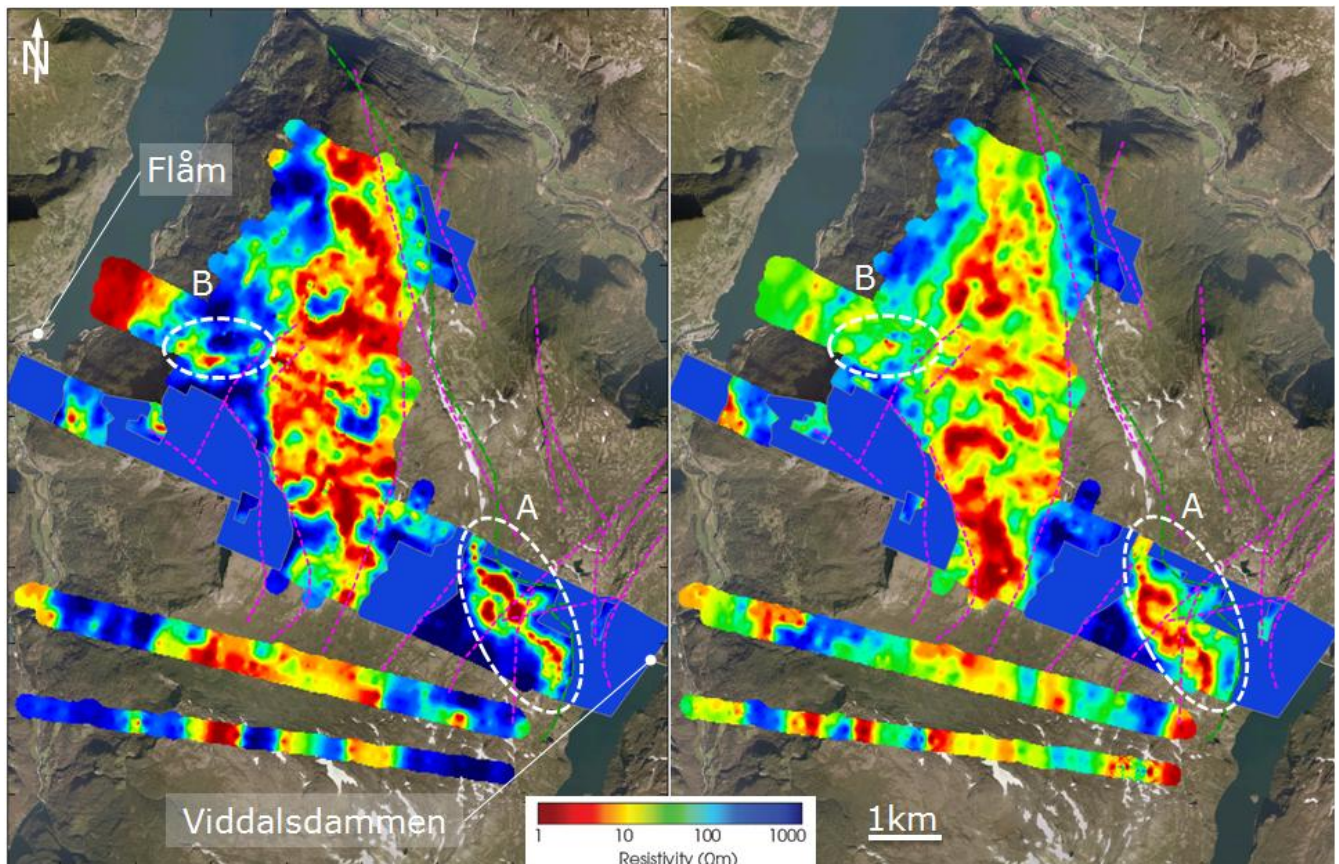 N
Flåm
B
B
A
A
Viddalsdammen
1 10 100 1000
Resistivity (Ωm)
1km